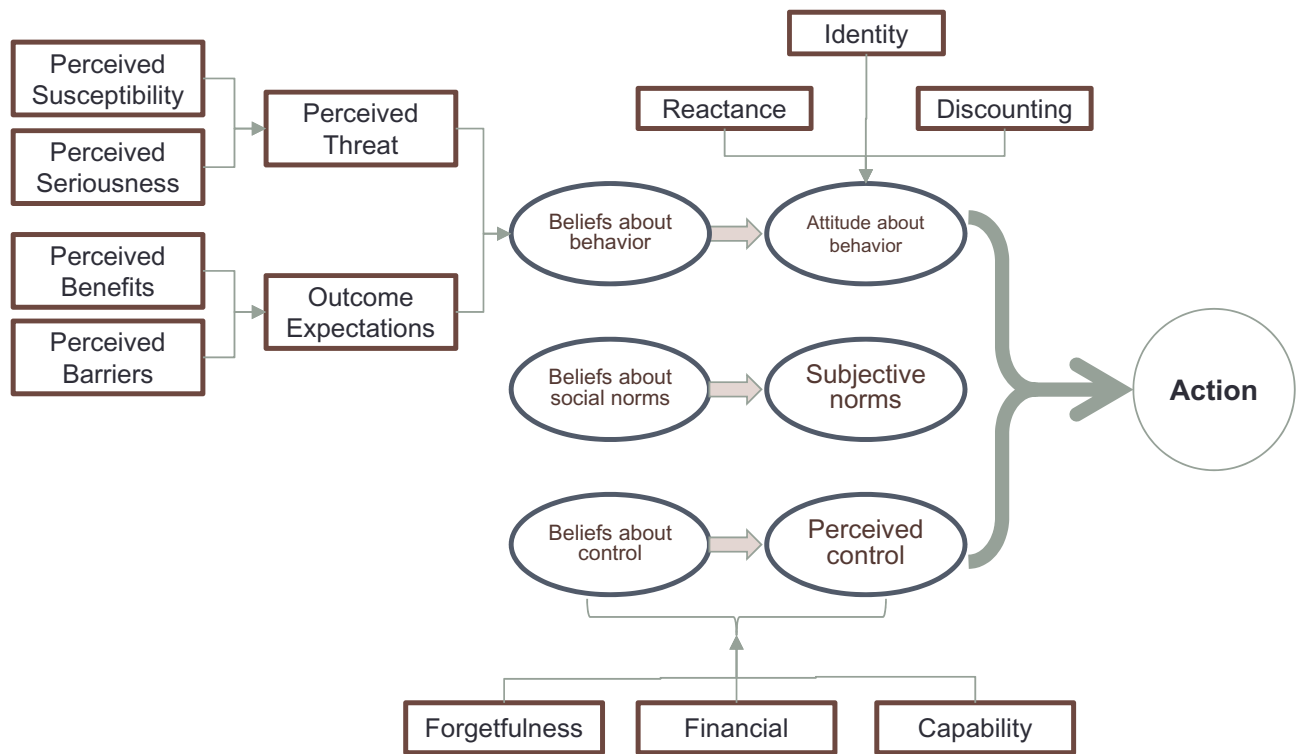 Identity
Perceived
Susceptibility
Reactance
Discounting
Perceived
Threat
Perceived
Seriousness
Beliefs about
behavior
Attitude about
behavior
Perceived
Benefits
Outcome
Expectations
Perceived
Barriers
Beliefs about
social norms
Subjective
norms
Action
Beliefs about
control
Perceived
control
Forgetfulness
Financial
Capability